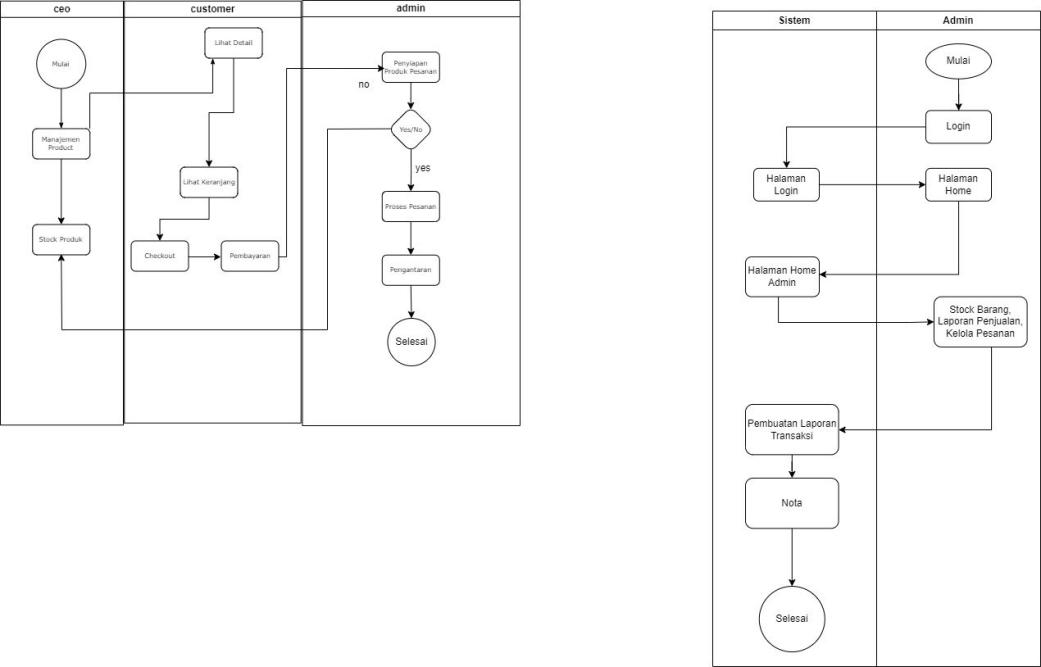 ceo
customer
admin
Mulai
Manajemen
Product
Stock Produk
Lihat Detail
Lihat Keranjang
Checkout
Pembayaran
Penyiapan
Produk Pesanan
no
Yes/No
yes
Proses Pesanan
Pengantaran
Selesai
Sistem
Admin
Mulai
Login
Halaman
Login
Halaman
Home
Halaman Home
Admin
Stock Barang,
Laporan Penjualan,
Kelola Pesanan
Pembuatan Laporan
Transaksi
Nota
Selesai